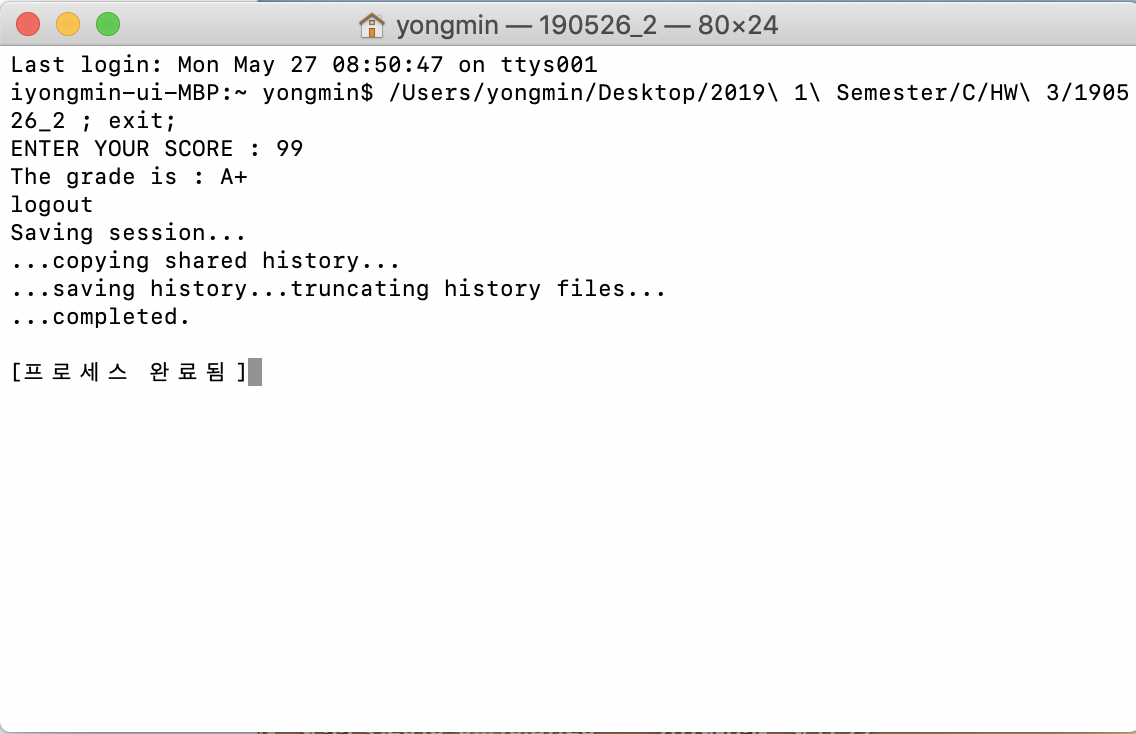 yongmin — 190526_2 — 80×24
Last login: Mon May 27 08:50:47 on ttys001
iyongmin-ui-MBP:~ yongmin$ /Users/yongmin/Desktop/2019\ 1\ Semester/C/HW\ 3/1905
26_2 ; exit;
ENTER YOUR SCORE : 99
The grade is : A+
logout
Saving session...
...copying shared history...
...saving history...truncating history files...
...completed.
[프로세스 완료됨]